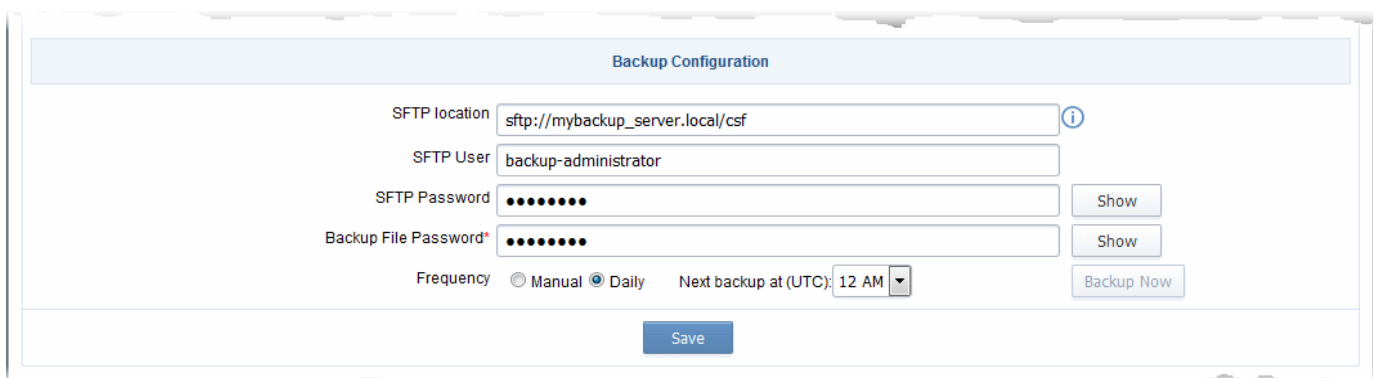 Backup Configuration
SFTP location sftp://mybackup_server.local/csf
SFTP User backup-administrator
SFTP Password ●●●●●●●● Show
Backup File Password* ●●●●●●●● Show
Frequency Manual Daily Next backup at (UTC): 12 AM Backup Now
Save